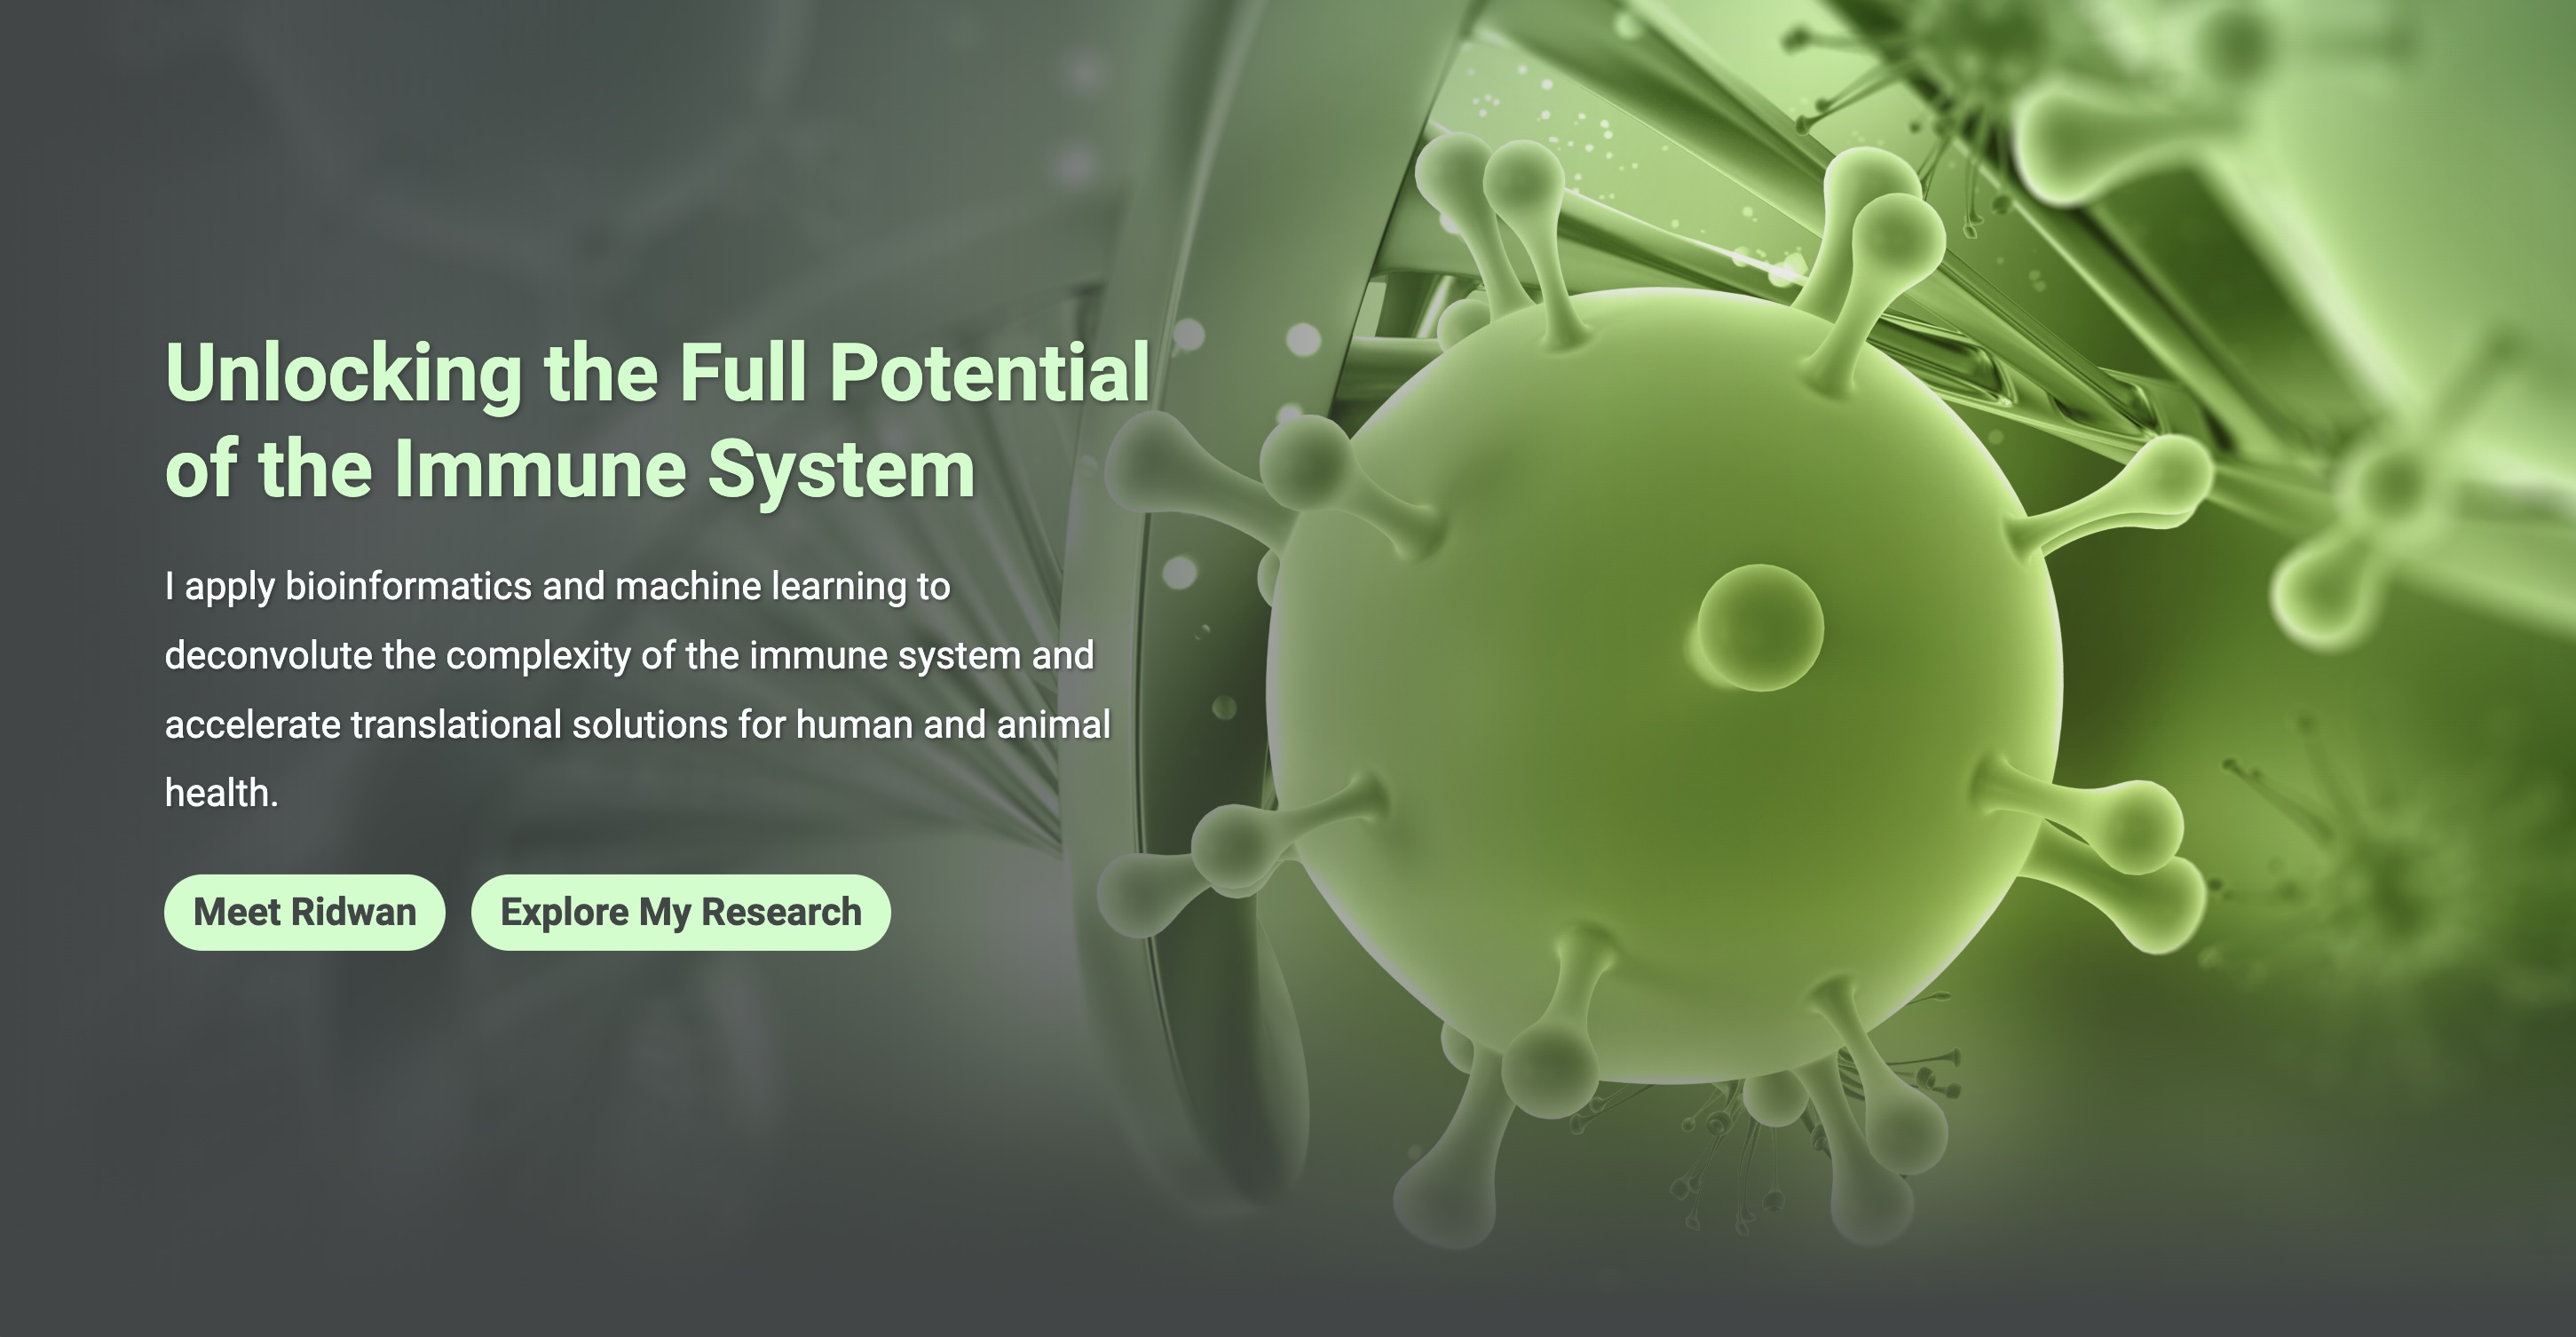 Unlocking the Full Potential
of the Immune System
I apply bioinformatics and machine learning to
deconvolute the complexity of the immune system and
accelerate translational solutions for human and animal
health.
Meet Ridwan
Explore My Research